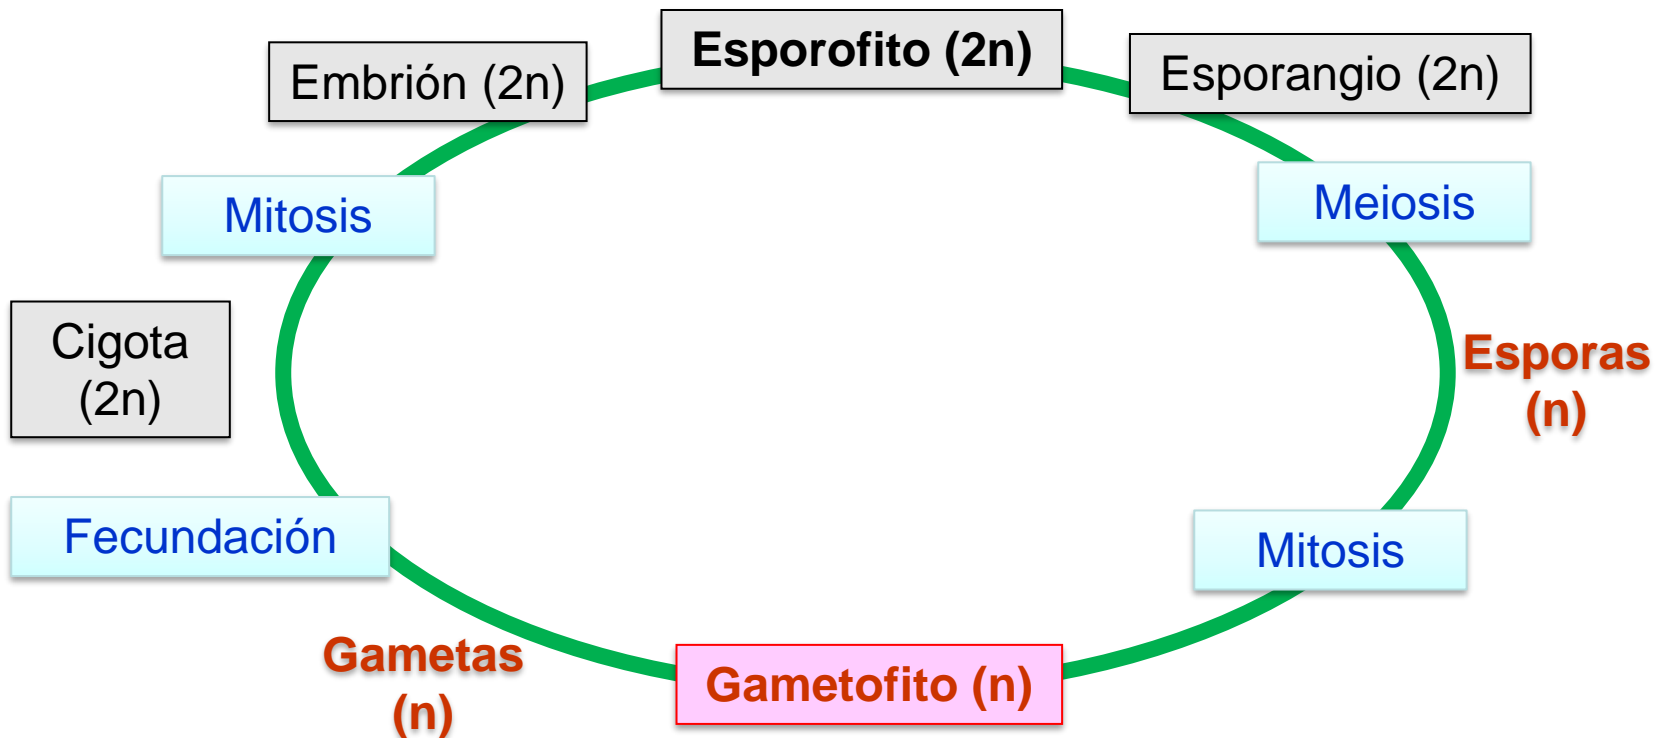 Esporofito (2n)
Embrión (2n)
Esporangio (2n)
Mitosis
Meiosis
Cigota
(2n)
Esporas
(n)
Fecundación
Mitosis
Gametas
(n)
Gametofito (n)